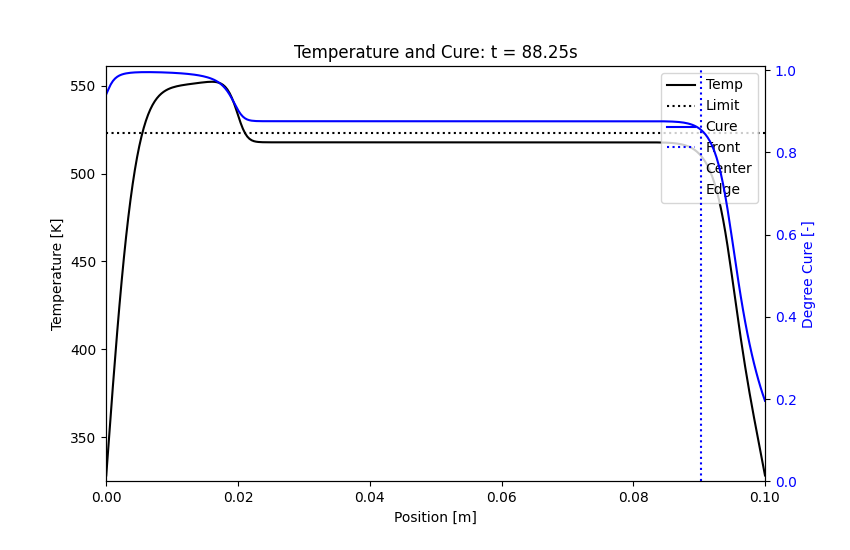 Temperature and Cure: t = 88.25s
Temp
Limit
Cure
Front
Center
Edge
550
500
450
400
350
Temperature [K]
1.0
0.8
0.6
0.4
0.2
0.0
Degree Cure [-]
0.00 0.02 0.04 0.06 0.08 0.10
Position [m]